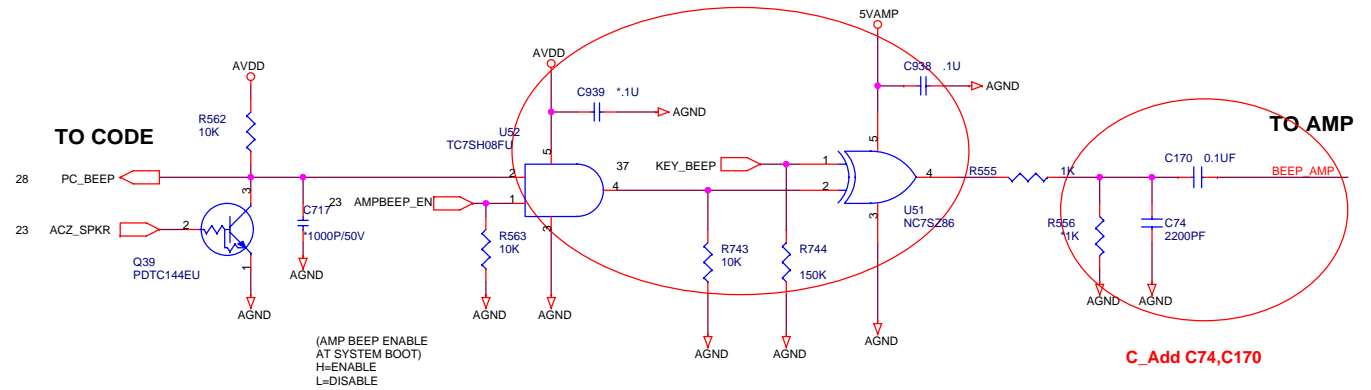 5VAMP
AVDD
AVDD
C938 .1U
AGND
C939 *.1U
AGND
R562
10K
TO CODE
U52
TC7SH08FU
5
5
TO AMP
37
KEY_BEEP
1
C170 0.1UF
28 PC_BEEP
3
2
4
2
4
R555
1K
BEEP_AMP
23 AMPBEEP_EN
1
C717
*1000P/50V
U51
NC7SZ86
3
R556
*1K
C74
2200PF
23 ACZ_SPKR
2
3
R563
10K
R743
10K
R744
150K
Q39
PDTC144EU
1
AGND
AGND
AGND
AGND
AGND
AGND
AGND
AGND
AGND
AGND
(AMP BEEP ENABLE
AT SYSTEM BOOT)
H=ENABLE
L=DISABLE
C_Add C74,C170